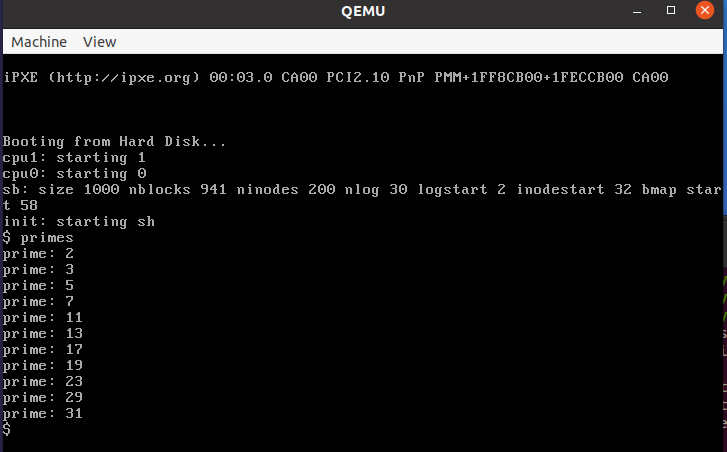 QEMU
Machine View
iPXE (http://ipxe.org) 00:03.0 CA00 PCI2.10 PnP PMM+1FF8CB00+1FECCB00 CA00
Booting from Hard Disk...
cpu1: starting 1
cpu0: starting 0
sb: size 1000 nblocks 941 ninodes 200 nlog 30 logstart 2 inodestart 32 bmap star
t 58
init: starting sh
$ primes
prime: 2
prime: 3
prime: 5
prime: 7
prime: 11
prime: 13
prime: 17
prime: 19
prime: 23
prime: 29
prime: 31
$